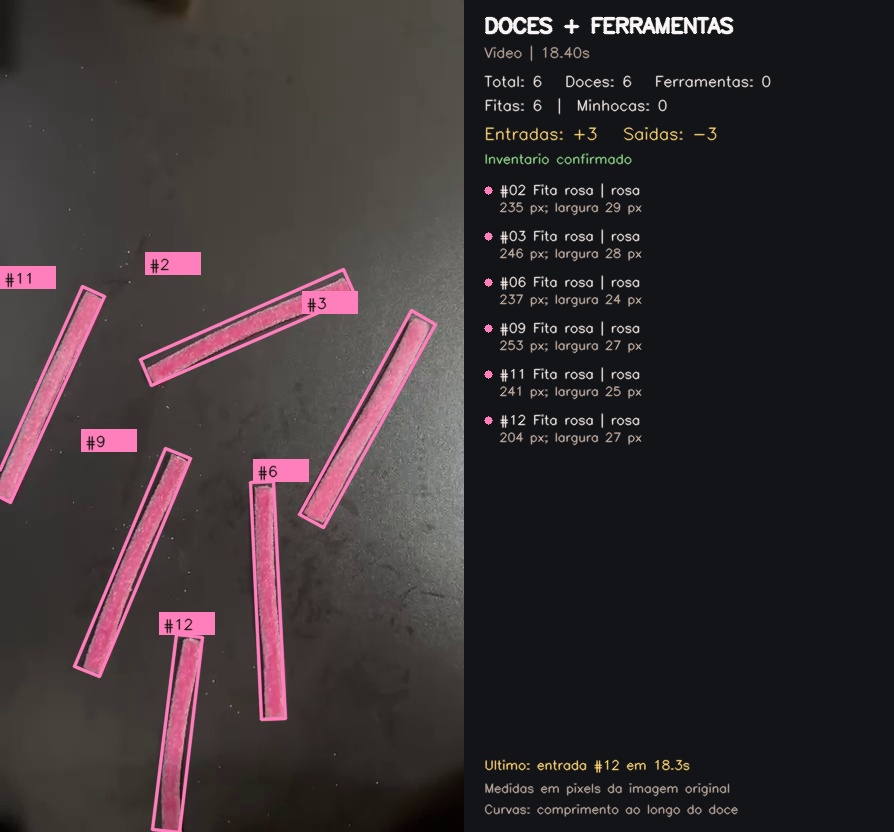 #11
#2
#3
#9
#6
#12
DOCES + FERRAMENTAS
Video | 18.40s
Total: 6 Doces: 6 Ferramentas: 0
Fitas: 6 | Minhocas: 0
Entradas: +3 Saidas: -3
Inventario confirmado
#02 Fita rosa | rosa
235 px; largura 29 px
#03 Fita rosa | rosa
246 px; largura 28 px
#06 Fita rosa | rosa
237 px; largura 24 px
#09 Fita rosa | rosa
253 px; largura 27 px
#11 Fita rosa | rosa
241 px; largura 25 px
#12 Fita rosa | rosa
204 px; largura 27 px
Ultimo: entrada #12 em 18.3s
Medidas em pixels da imagem original
Curvas: comprimento ao longo do doce